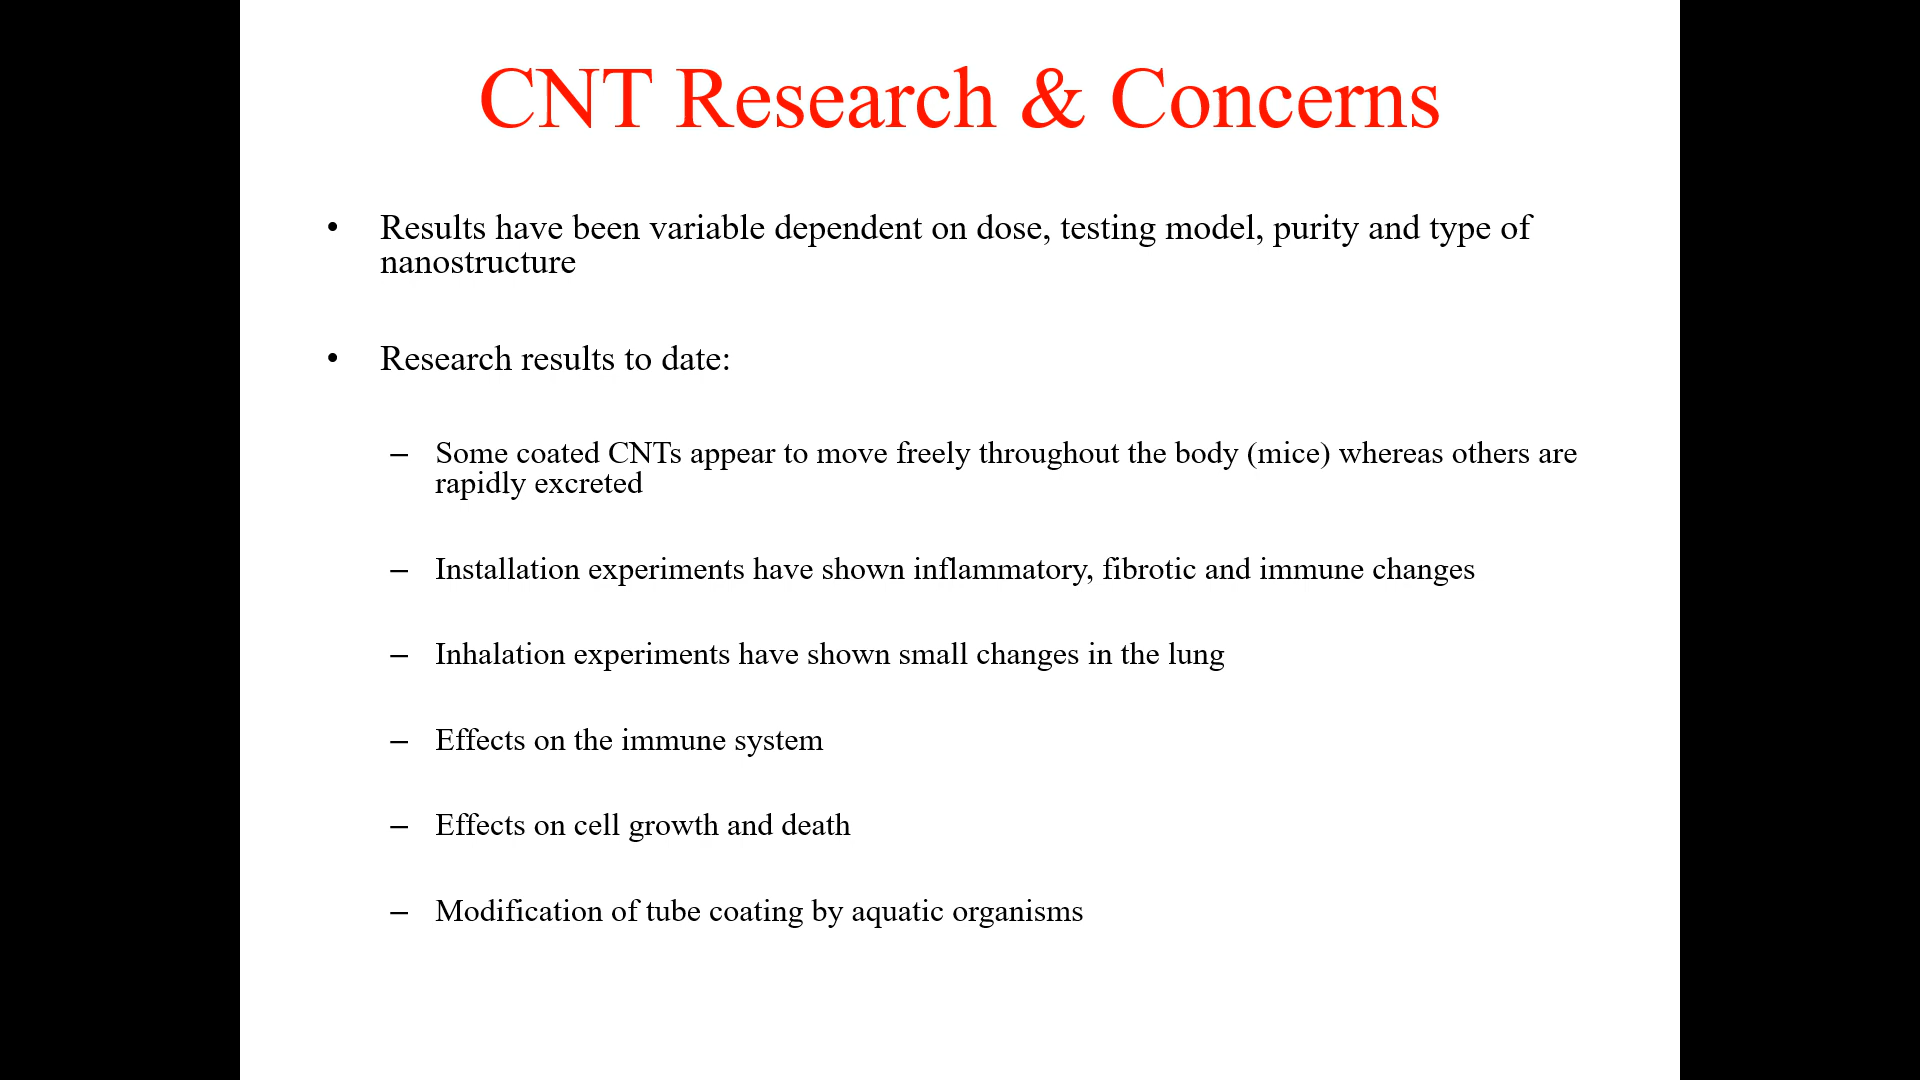 CNT Research & Concerns
• Results have been variable dependent on dose, testing model, purity and type of
nanostructure
• Research results to date:
– Some coated CNTs appear to move freely throughout the body (mice) whereas others are
rapidly excreted
– Installation experiments have shown inflammatory, fibrotic and immune changes
– Inhalation experiments have shown small changes in the lung
– Effects on the immune system
– Effects on cell growth and death
– Modification of tube coating by aquatic organisms